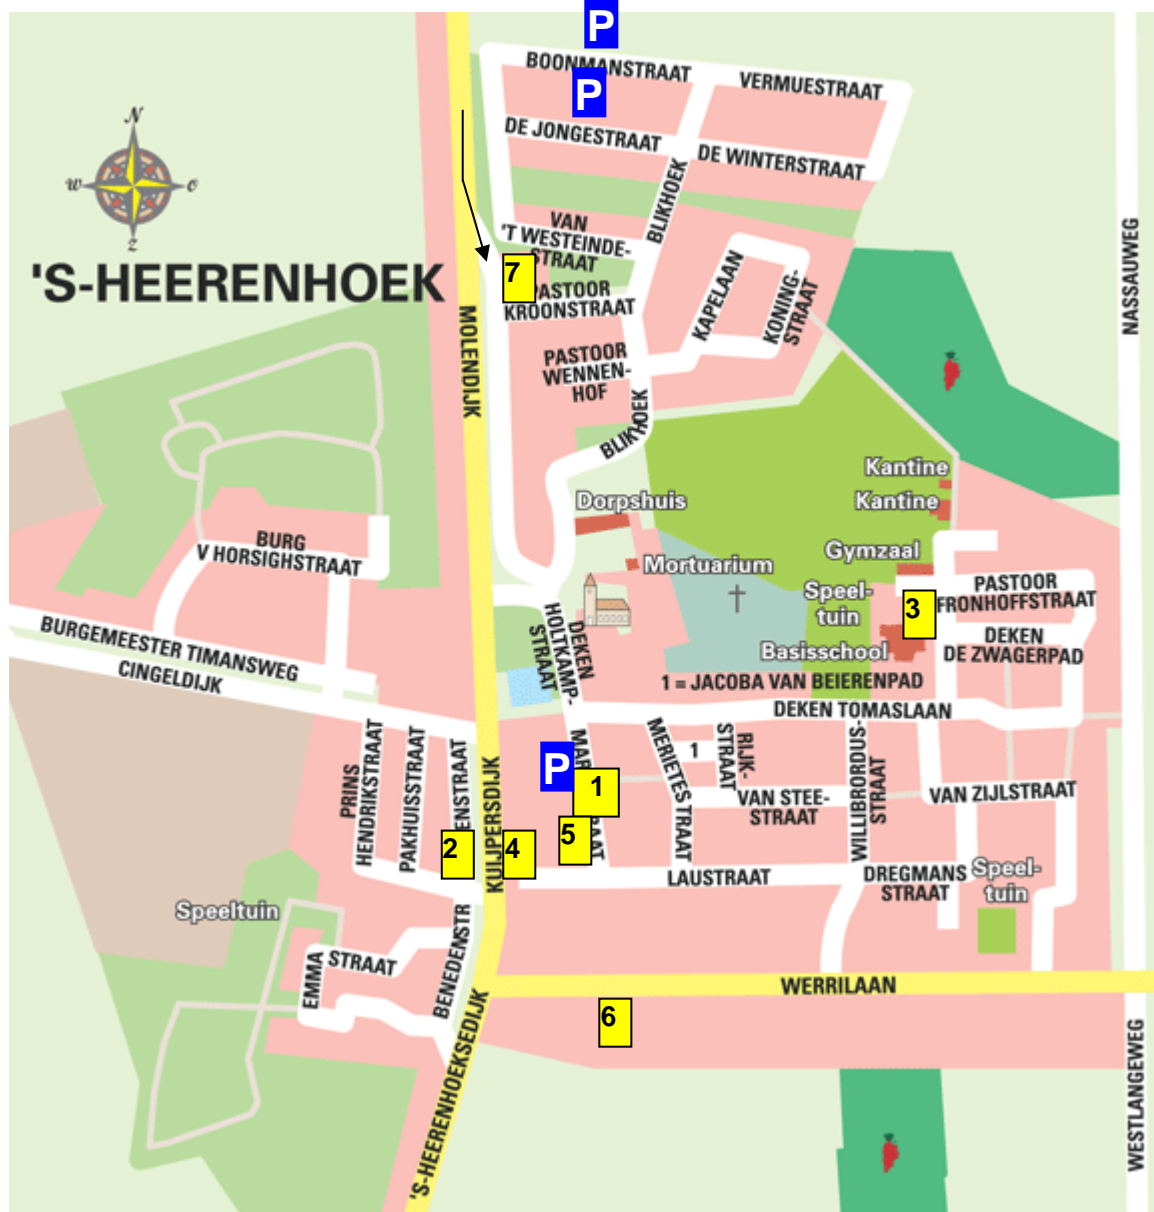 P
BOONMANSTRAAT
VERMUESTRAAT
P
DE JONGESTRAAT
DE WINTERSTRAAT
N
W
O
Z
'S-HEERENHOEK
BLIKHOEK
VAN
'T WESTEINDE-
STRAAT
7
PASTOOR
KROONSTRAAT
KAPELAAN
KONING-
STRAAT
NASSAUWEG
MOLENDIJK
PASTOOR
WENNEN-
HOF
BLIKHOEK
Kantine
Kantine
Dorpshuis
Gymzaal
Mortuarium
BURG
V HORSIGHSTRAAT
Speel-
tuin
3
PASTOOR
FRONHOFFSTRAAT
DEKEN
DE ZWAGERPAD
Basisschool
DEKEN
HOLTKAMP-
STRAAT
BURGEMEESTER TIMANSWEG
CINGELDIJK
1 = JACOBA VAN BEIERENPAD
DEKEN TOMASLAAN
PRINS
HENDRIKSTRAAT
PAKHUISSTRAAT
ENSTRAAT
KUIJPERSDIJK
P
MAR
RAAT
1
MERIETESTRAAT
1
RIJK-
STRAAT
VAN STEE-
STRAAT
WILLIBRORDUS-
STRAAT
VAN ZIJLSTRAAT
2
4
5
LAUSTRAAT
DREGMANS
STRAAT
Speel-
tuin
Speeltuin
EMMA
STRAAT
BENEDENSTR
WERRILAAN
6
'S-HEERENHOEKSEDIJK
WESTLANGEWEG